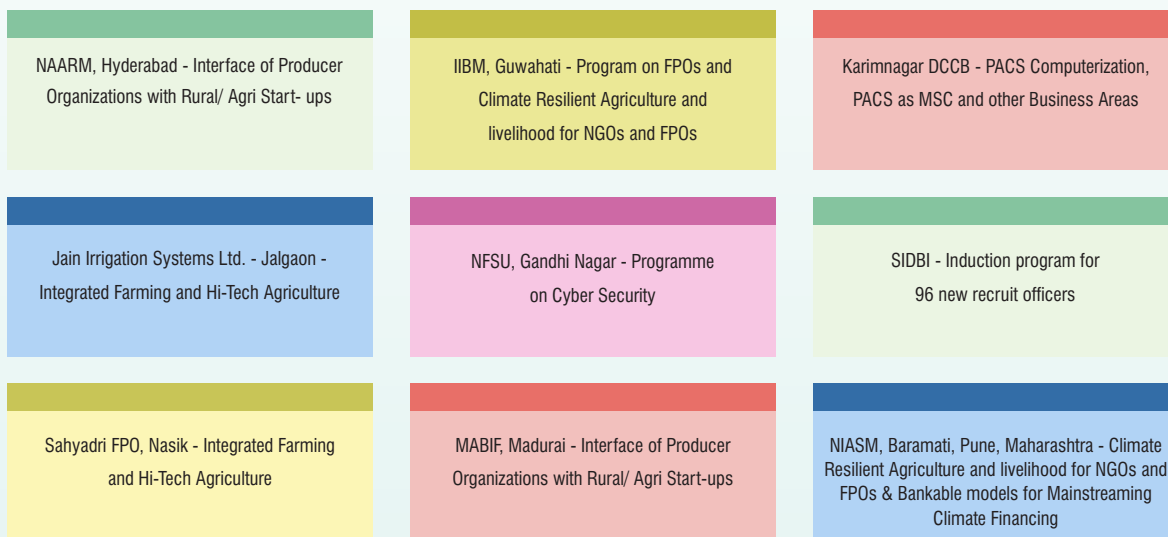 NAARM, Hyderabad - Interface of Producer
Organizations with Rural/ Agri Start- ups
IIBM, Guwahati - Program on FPOs and
Climate Resilient Agriculture and
livelihood for NGOs and FPOs
Karimnagar DCCB - PACS Computerization,
PACS as MSC and other Business Areas
Jain Irrigation Systems Ltd. - Jalgaon -
Integrated Farming and Hi-Tech Agriculture
NFSU, Gandhi Nagar - Programme
on Cyber Security
SIDBI - Induction program for
96 new recruit officers
Sahyadri FPO, Nasik - Integrated Farming
and Hi-Tech Agriculture
MABIF, Madurai - Interface of Producer
Organizations with Rural/ Agri Start-ups
NIASM, Baramati, Pune, Maharashtra - Climate
Resilient Agriculture and livelihood for NGOs and
FPOs & Bankable models for Mainstreaming
Climate Financing